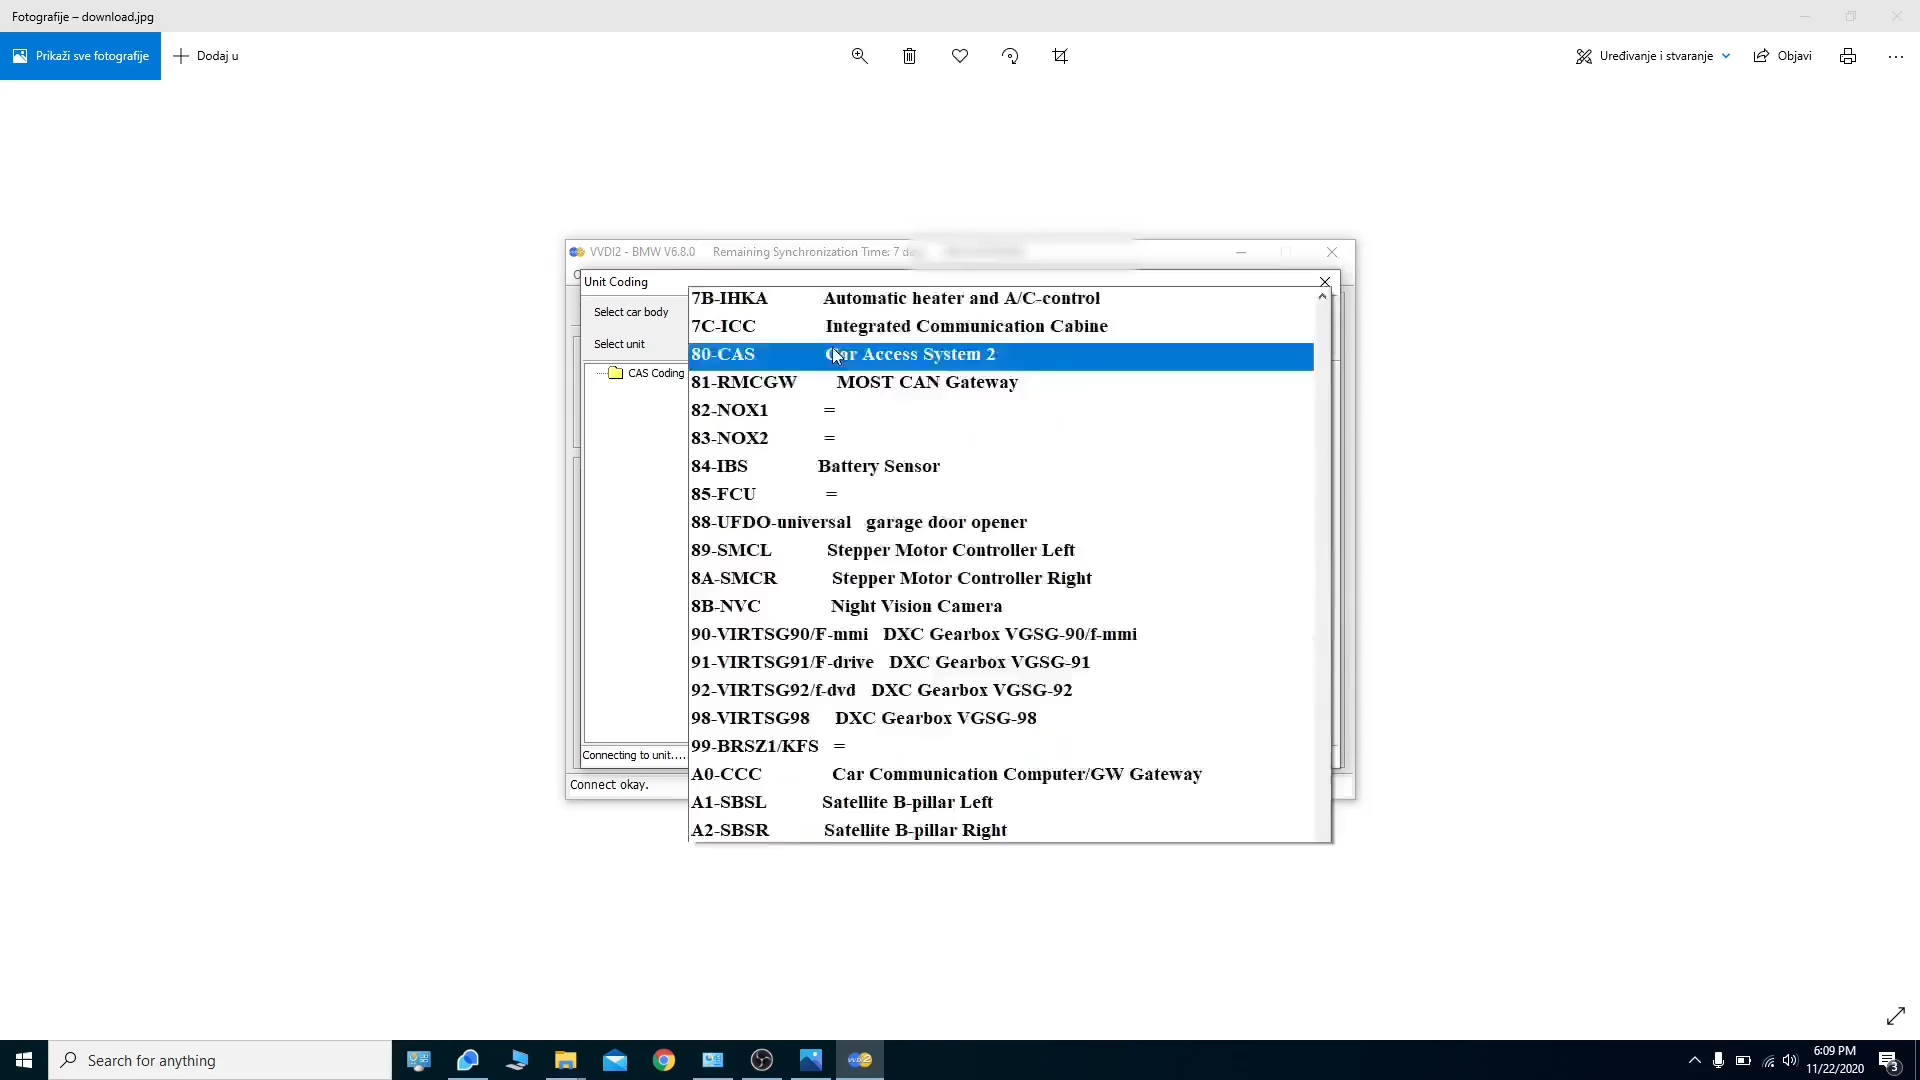 Fotografije – download.jpg
Prikaži sve fotografije
Dodaj u
Uređivanje i stvaranje
Objavi
VVDI2 - BMW V6.8.0 Remaining Synchronization Time: 7
Unit Coding
Select car body
Select unit
CAS Coding
7B-IHKA Automatic heater and A/C-control
7C-ICC Integrated Communication Cabine
80-CAS Car Access System 2
81-RMCGW MOST CAN Gateway
82-NOX1 =
83-NOX2 =
84-IBS Battery Sensor
85-FCU =
88-UFDO-universal garage door opener
89-SMCL Stepper Motor Controller Left
8A-SMCR Stepper Motor Controller Right
8B-NVC Night Vision Camera
90-VIRTSG90/F-mmi DXC Gearbox VGSG-90/f-mmi
91-VIRTSG91/F-drive DXC Gearbox VGSG-91
92-VIRTSG92/f-dvd DXC Gearbox VGSG-92
98-VIRTSG98 DXC Gearbox VGSG-98
99-BRSZ1/KFS =
A0-CCC Car Communication Computer/GW Gateway
A1-SBSL Satellite B-pillar Left
A2-SBSR Satellite B-pillar Right
Connecting to unit....
Connect okay.
Search for anything
6:09 PM
11/22/2020
3